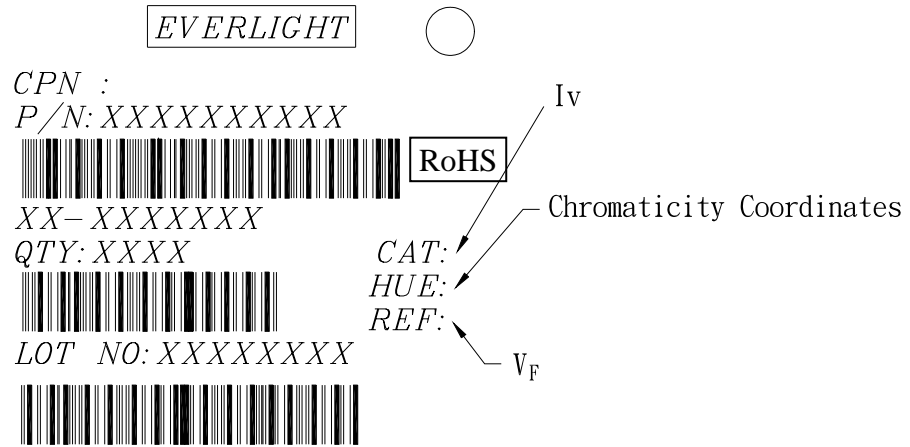 EVERLIGHT
CPN :
P/N:XXXXXXXXXX
Iv
RoHS
XX-XXXXXXX
Chromaticity Coordinates
QTY:XXXX
CAT:
HUE:
REF:
LOT NO:XXXXXXXX
VF